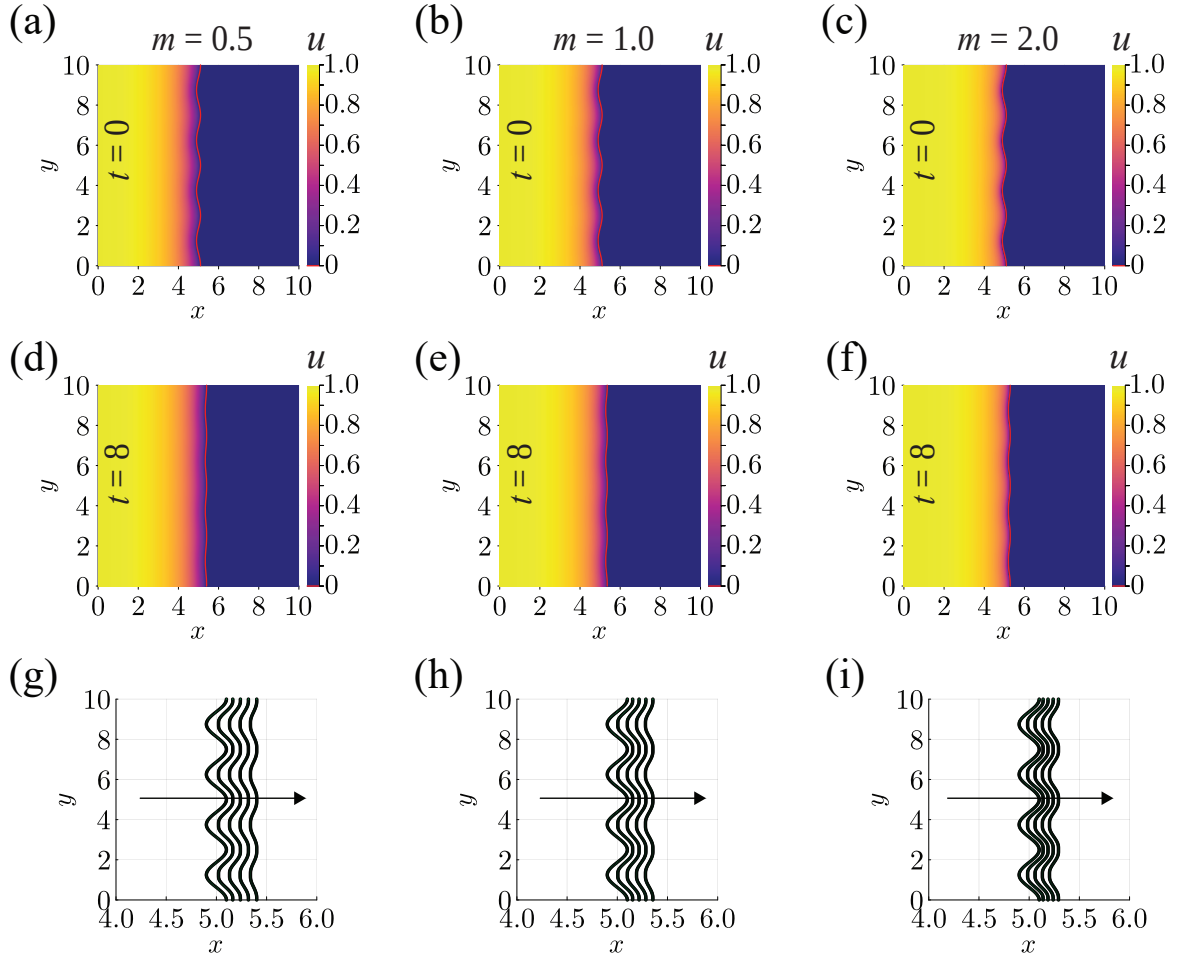 (a) (b) (c)
m = 0.5 u m = 1.0 u m = 2.0 u
10 1.0 10 1.0 10 1.0
8 0.8 8 0.8 8 0.8
6 0.6 6 0.6 6 0.6
y t = 0 y t = 0 y t = 0
4 0.4 4 0.4 4 0.4
2 0.2 2 0.2 2 0.2
0 0 0 0 0 0
0 2 4 6 8 10 0 2 4 6 8 10 0 2 4 6 8 10
x x x
(d) u (e) u (f) u
10 1.0 10 1.0 10 1.0
8 0.8 8 0.8 8 0.8
6 0.6 6 0.6 6 0.6
y t = 8 y t = 8 y t = 8
4 0.4 4 0.4 4 0.4
2 0.2 2 0.2 2 0.2
0 0 0 0 0 0
0 2 4 6 8 10 0 2 4 6 8 10 0 2 4 6 8 10
x x x
(g) (h) (i)
10 10 10
8 8 8
6 6 6
y y y
4 4 4
2 2 2
0 0 0
4.0 4.5 5.0 5.5 6.0 4.0 4.5 5.0 5.5 6.0 4.0 4.5 5.0 5.5 6.0
x x x